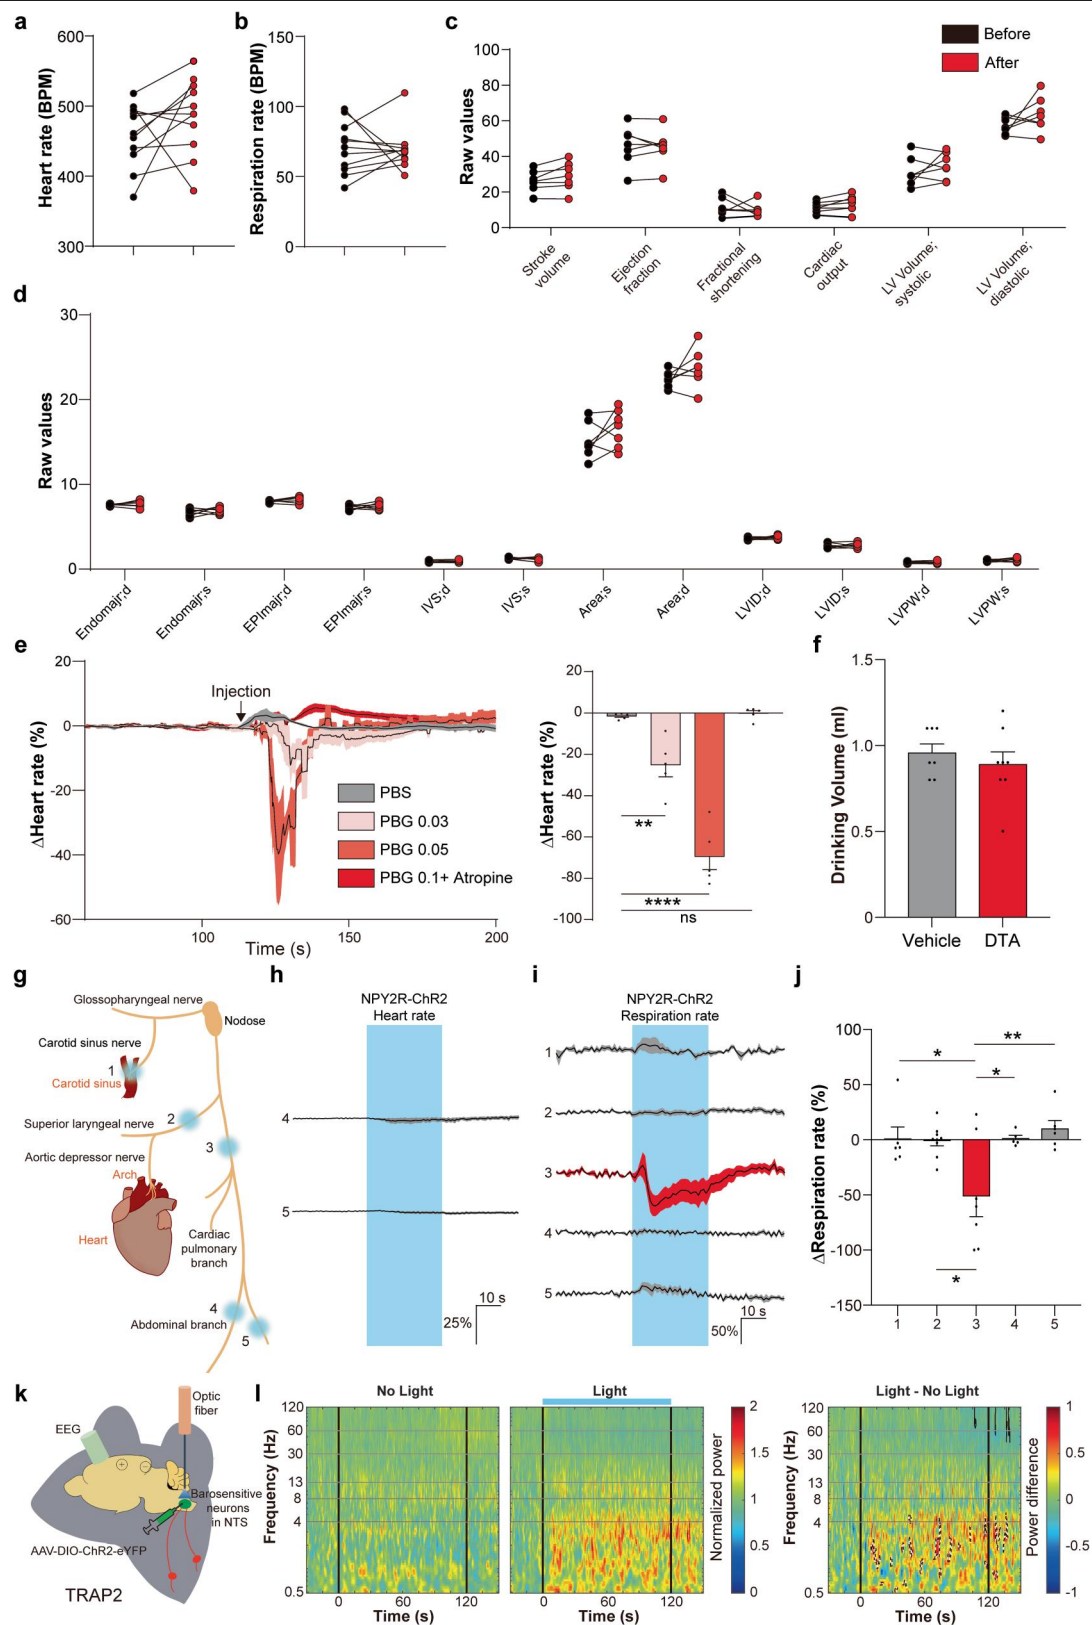 a
600
500
400
300
Heart rate (BPM)
b
150
100
50
0
Respiration rate (BPM)
c
100
80
60
40
20
0
Raw values
Before
After
Stroke
volume
Ejection
fraction
Fractional
shortening
Cardiac
output
LV Volume;
systolic
LV Volume;
diastolic
d
30
20
10
0
Raw values
Endomajr;d
Endomajr;s
EPImajr;d
EPImajr;s
IVS;d
IVS;s
Area;s
Area;d
LVID;d
LVID;s
LVPW;d
LVPW;s
e
20
0
-20
-40
-60
ΔHeart rate (%)
Injection
PBS
PBG 0.03
PBG 0.05
PBG 0.1+ Atropine
100
150
200
Time (s)
20
0
-20
-40
-60
-80
-100
ΔHeart rate (%)
**
****
ns
f
1.5
1.0
0.5
0
Drinking Volume (ml)
Vehicle
DTA
g
Glossopharyngeal nerve
Nodose
Carotid sinus nerve
1
Carotid sinus
2
Superior laryngeal nerve
3
Aortic depressor nerve
Arch
Heart
Cardiac
pulmonary
branch
4
Abdominal branch
5
h
NPY2R-ChR2
Heart rate
4
5
10 s
25%
i
NPY2R-ChR2
Respiration rate
1
2
3
4
5
10 s
50%
j
100
50
0
-50
-100
-150
ΔRespiration rate (%)
*
**
*
*
1
2
3
4
5
k
Optic
fiber
EEG
+
−
Barosensitive
neurons
in NTS
AAV-DIO-ChR2-eYFP
TRAP2
l
No Light
120
60
30
13
8
4
0.5
Frequency (Hz)
0
60
120
Time (s)
Light
0
60
120
Time (s)
2
1.5
1
0.5
0
Normalized power
Light - No Light
120
60
30
13
8
4
0.5
Frequency (Hz)
0
60
120
Time (s)
1
0.5
0
-0.5
-1
Power difference